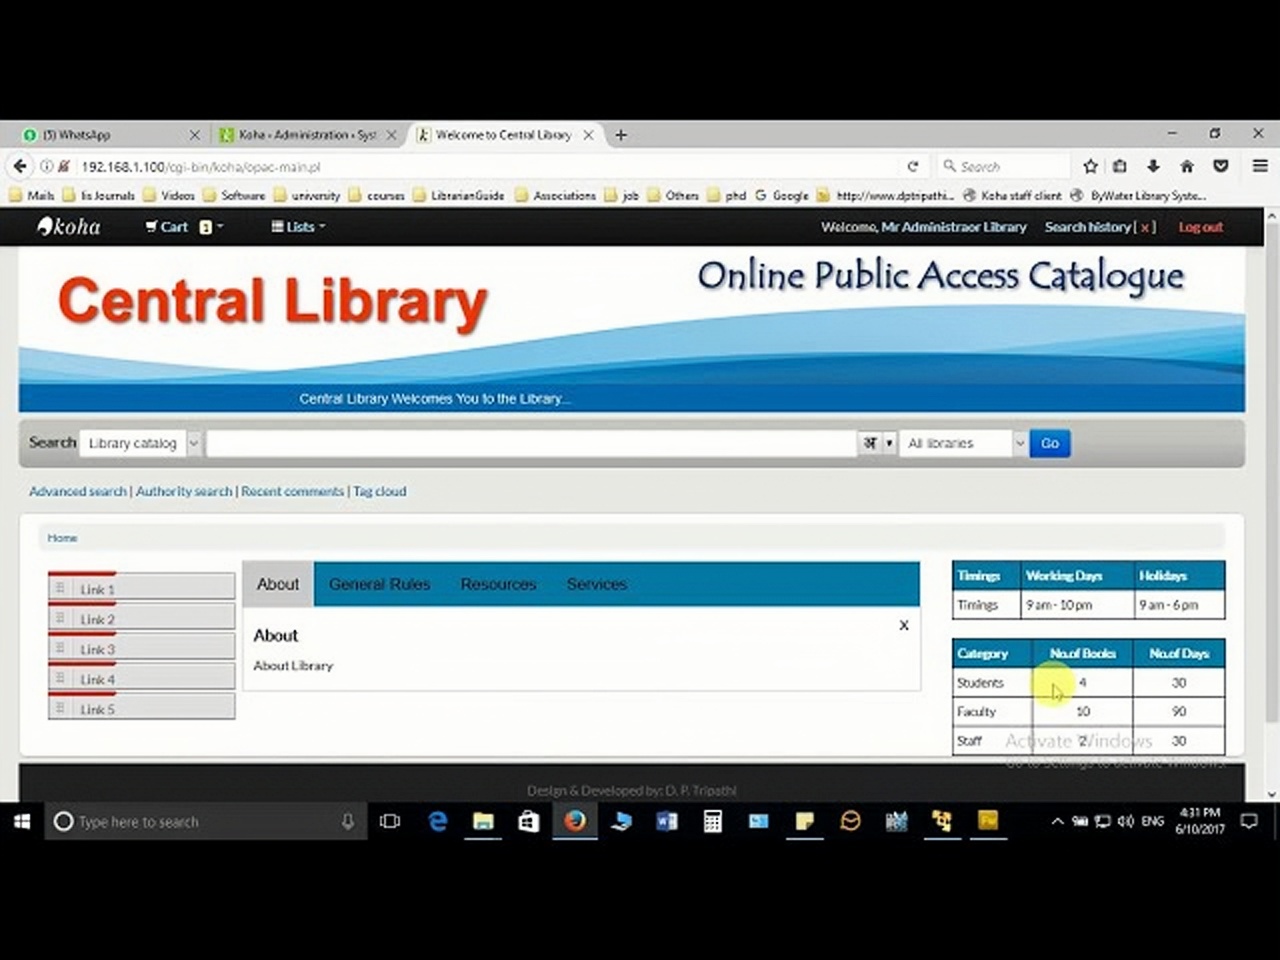 (3) WhatsApp
Koha › Administration › Syst
Welcome to Central Library
192.168.1.100/cgi-bin/koha/opac-main.pl
Search
Mails lis Journals Videos Software university courses LibrarianGuide Associations job Others phd Google http://www.dptripathi... Koha staff client ByWater Library Syste...
koha Cart 1 Lists Welcome, Mr Administraor Library Search history [ x ] Log out
Central Library
Online Public Access Catalogue
Central Library Welcomes You to the Library...
Search Library catalog अ All libraries Go
Advanced search | Authority search | Recent comments | Tag cloud
Home
Link 1
Link 2
Link 3
Link 4
Link 5
About General Rules Resources Services
About
x
About Library
Timings Working Days Holidays
Timings 9 am - 10 pm 9 am - 6 pm
Category No.of Books No.of Days
Students 4 30
Faculty 10 90
Staff 2 30
Activate Windows
Go to Settings to activate Windows.
Design & Developed by: D. P. Tripathi
Type here to search
ENG
4:31 PM
6/10/2017